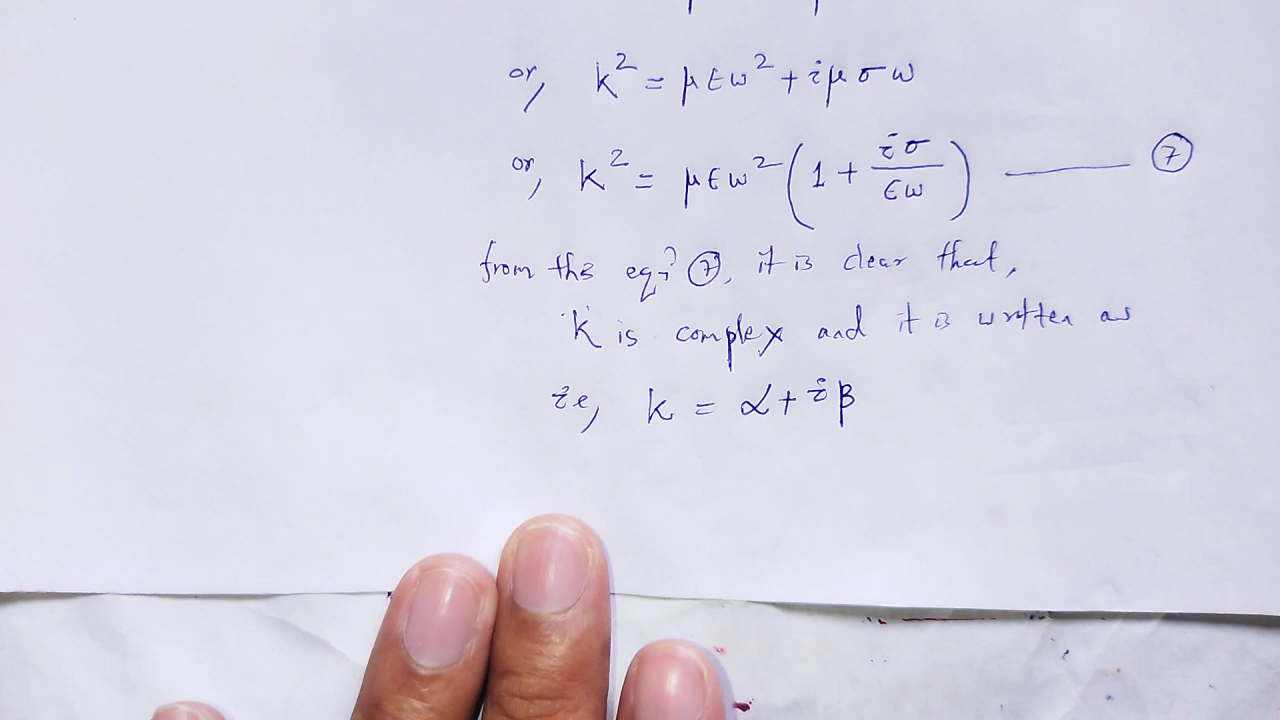 or, k² = μϵω² + iμσω
or, k² = μϵω² (1 + iσ/ϵω) —— ⑦
from the eqⁿ ⑦, it is clear that,
K is complex and it is written as
ie, k = α + iβ